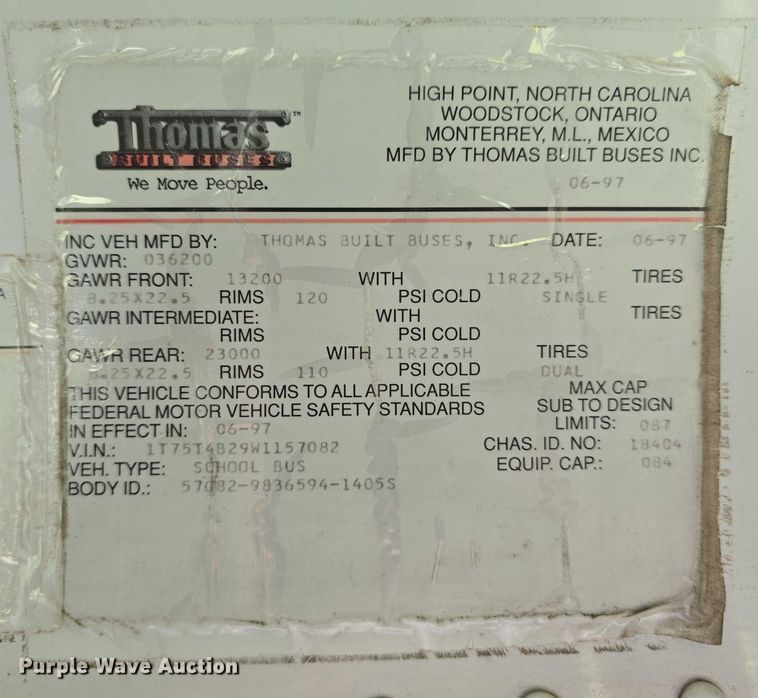 Thomas™
BUILT BUSES®
We Move People.
HIGH POINT, NORTH CAROLINA
WOODSTOCK, ONTARIO
MONTERREY, M.L., MEXICO
MFD BY THOMAS BUILT BUSES INC.
06-97
INC VEH MFD BY: THOMAS BUILT BUSES, INC. DATE: 06-97
GVWR: 036200
GAWR FRONT: 13200 WITH 11R22.5H TIRES
8.25X22.5 RIMS 120 PSI COLD SINGLE
GAWR INTERMEDIATE: WITH TIRES
RIMS PSI COLD
GAWR REAR: 23000 WITH 11R22.5H TIRES
8.25X22.5 RIMS 110 PSI COLD DUAL
THIS VEHICLE CONFORMS TO ALL APPLICABLE
FEDERAL MOTOR VEHICLE SAFETY STANDARDS
IN EFFECT IN: 06-97
V.I.N.: 1T75T4B29W1157082
VEH. TYPE: SCHOOL BUS
BODY ID.: 57082-9836594-1405S
MAX CAP
SUB TO DESIGN
LIMITS: 087
CHAS. ID. NO: 18404
EQUIP. CAP.: 084
Purple Wave Auction